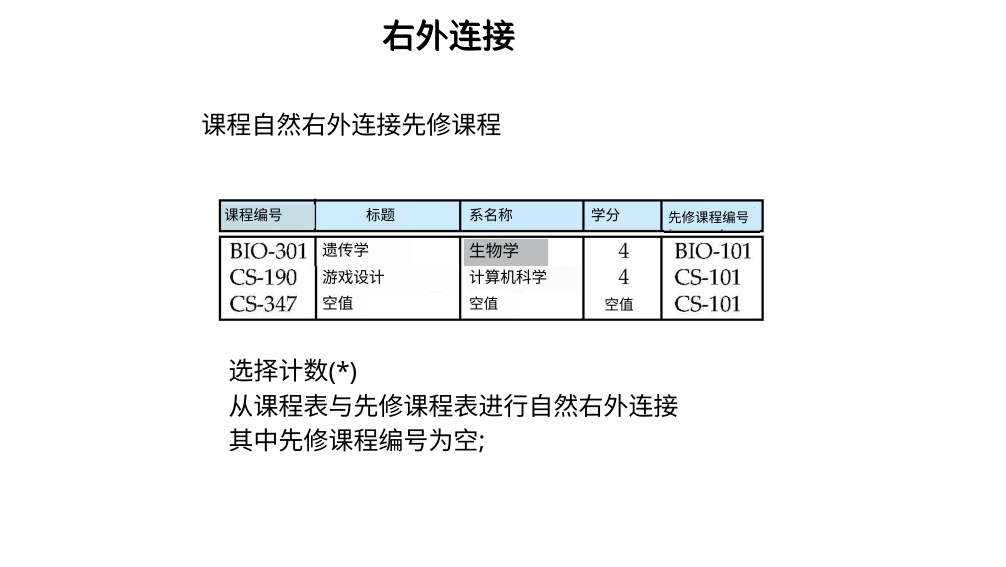 右外连接
课程自然右外连接先修课程
课程编号 标题 系名称 学分 先修课程编号
BIO-301 遗传学 生物学 4 BIO-101
CS-190 游戏设计 计算机科学 4 CS-101
CS-347 空值 空值 空值 CS-101
选择计数(*)
从课程表与先修课程表进行自然右外连接
其中先修课程编号为空;